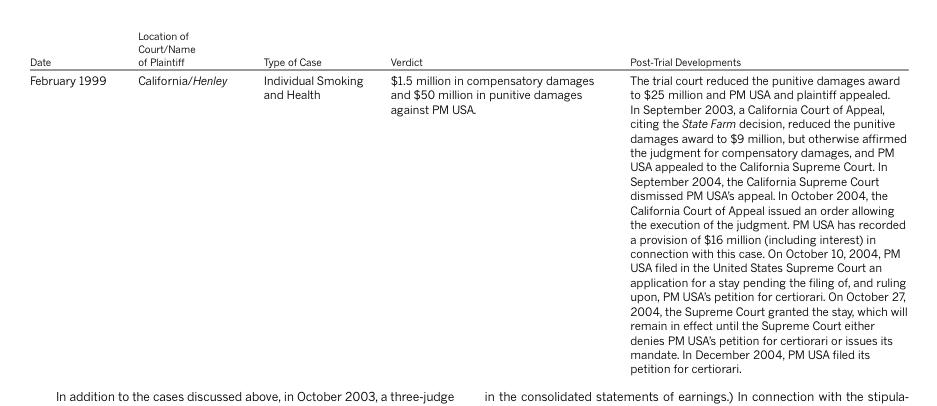 Location of
Court/Name
Date of Plaintiff Type of Case Verdict Post-Trial Developments
February 1999 California/Henley Individual Smoking $1.5 million in compensatory damages The trial court reduced the punitive damages award
and Health and $50 million in punitive damages to $25 million and PM USA and plaintiff appealed.
against PM USA. In September 2003, a California Court of Appeal,
citing the State Farm decision, reduced the punitive
damages award to $9 million, but otherwise affirmed
the judgment for compensatory damages, and PM
USA appealed to the California Supreme Court. In
September 2004, the California Supreme Court
dismissed PM USA's appeal. In October 2004, the
California Court of Appeal issued an order allowing
the execution of the judgment. PM USA has recorded
a provision of $16 million (including interest) in
connection with this case. On October 10, 2004, PM
USA filed in the United States Supreme Court an
application for a stay pending the filing of, and ruling
upon, PM USA's petition for certiorari. On October 27,
2004, the Supreme Court granted the stay, which will
remain in effect until the Supreme Court either
denies PM USA's petition for certiorari or issues its
mandate. In December 2004, PM USA filed its
petition for certiorari.
In addition to the cases discussed above, in October 2003, a three-judge
in the consolidated statements of earnings.) In connection with the stipula-